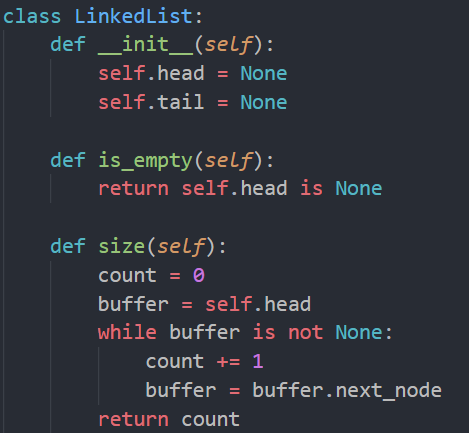 class LinkedList:
    def __init__(self):
        self.head = None
        self.tail = None

    def is_empty(self):
        return self.head is None

    def size(self):
        count = 0
        buffer = self.head
        while buffer is not None:
            count += 1
            buffer = buffer.next_node
        return count